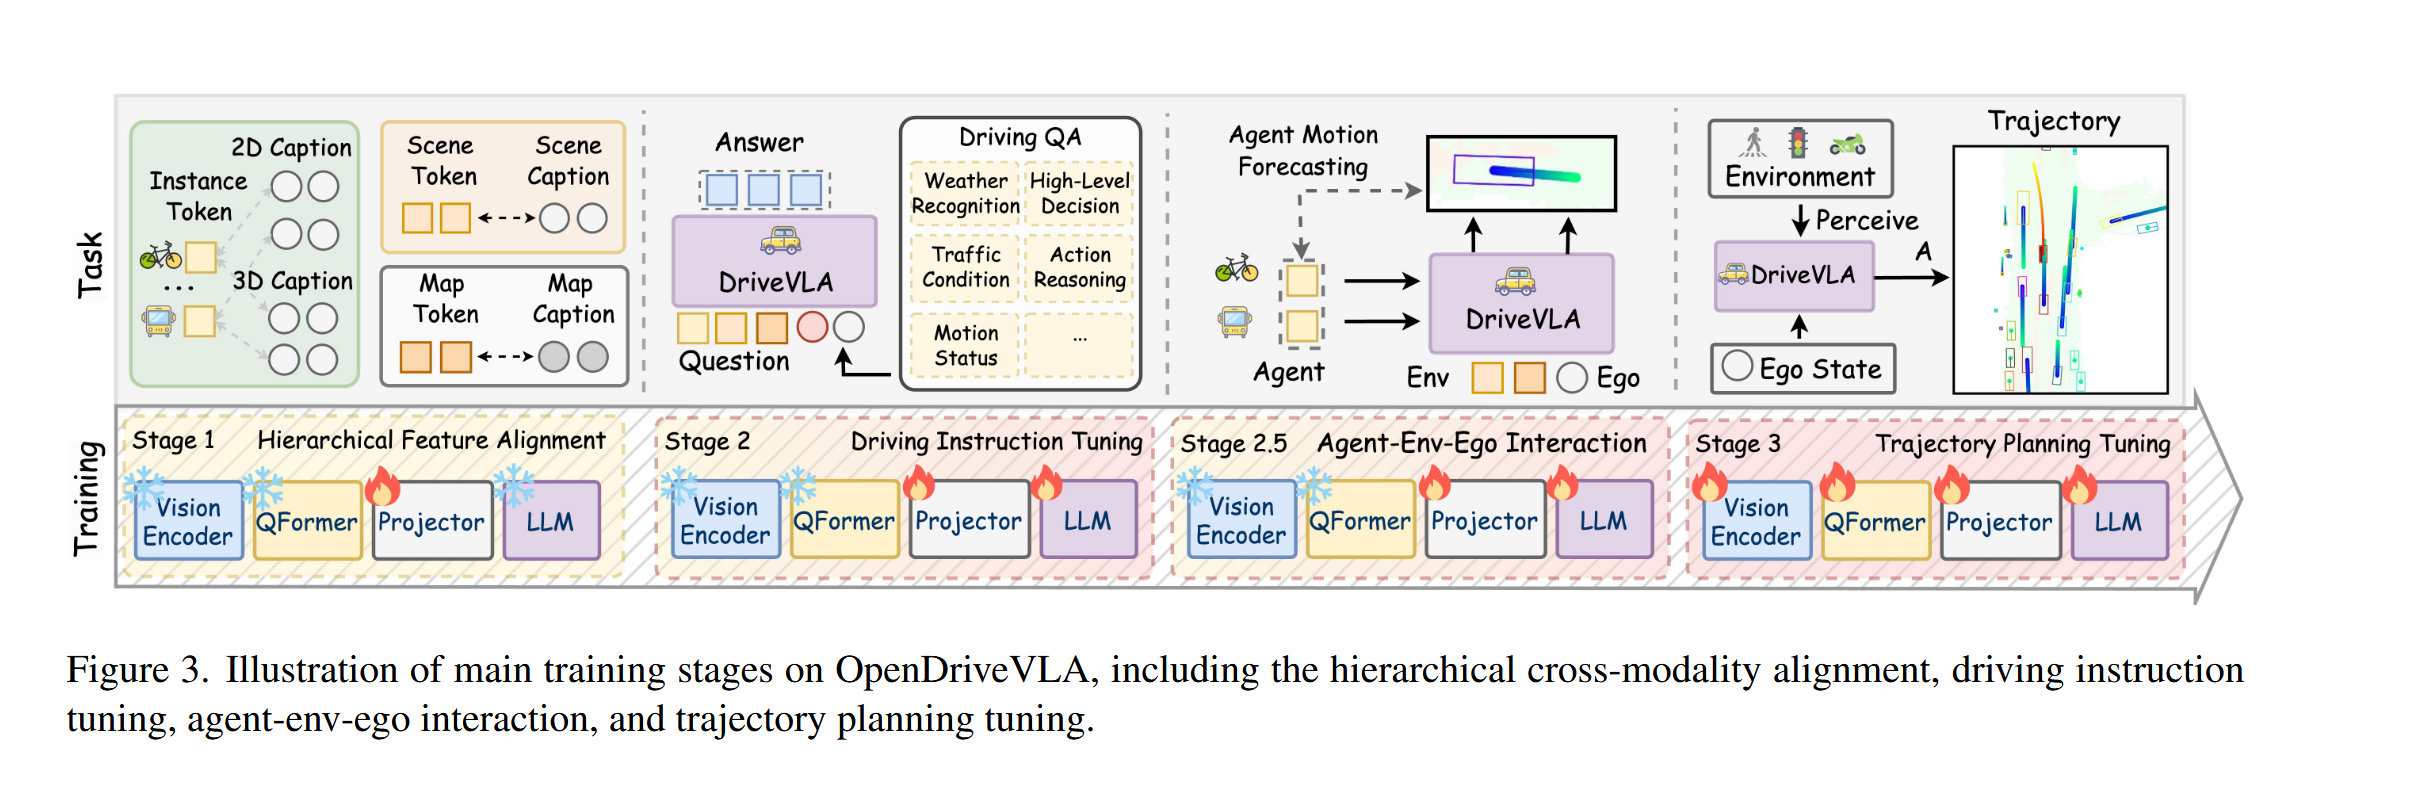 Task
2D Caption
Instance
Token
...
3D Caption
Scene
Token
Scene
Caption
Map
Token
Map
Caption
Answer
DriveVLA
Question
Driving QA
Weather
Recognition
High-Level
Decision
Traffic
Condition
Action
Reasoning
Motion
Status
...
Agent Motion
Forecasting
Agent
DriveVLA
Env
Ego
Environment
Perceive
DriveVLA
A
Ego State
Trajectory
Training
Stage 1 Hierarchical Feature Alignment
Vision
Encoder
QFormer
Projector
LLM
Stage 2 Driving Instruction Tuning
Vision
Encoder
QFormer
Projector
LLM
Stage 2.5 Agent-Env-Ego Interaction
Vision
Encoder
QFormer
Projector
LLM
Stage 3 Trajectory Planning Tuning
Vision
Encoder
QFormer
Projector
LLM
Figure 3. Illustration of main training stages on OpenDriveVLA, including the hierarchical cross-modality alignment, driving instruction
tuning, agent-env-ego interaction, and trajectory planning tuning.